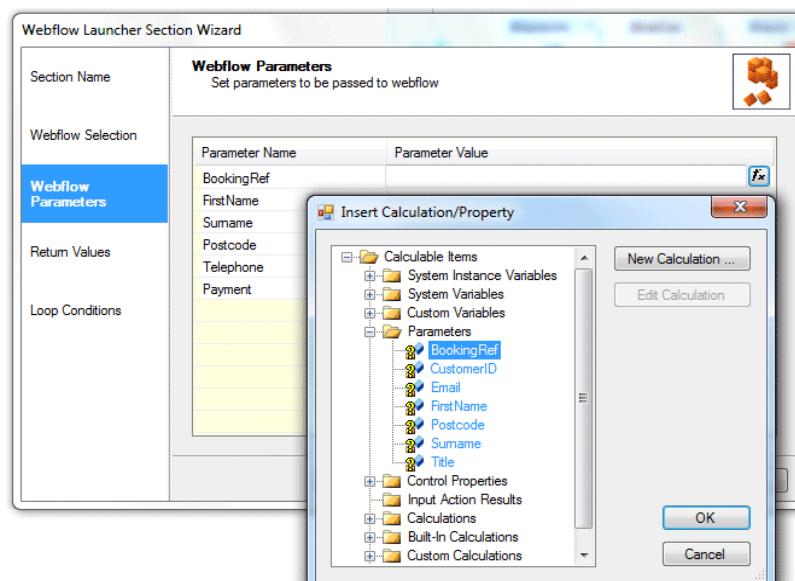 Webflow Launcher Section Wizard
Section Name
Webflow Selection
Webflow
Parameters
Return Values
Loop Conditions
Webflow Parameters
Set parameters to be passed to webflow
Parameter Name Parameter Value
BookingRef fx
FirstName
Surname
Postcode
Telephone
Payment
Insert Calculation/Property
Calculable Items
System Instance Variables
System Variables
Custom Variables
Parameters
BookingRef
CustomerID
Email
FirstName
Postcode
Surname
Title
Control Properties
Input Action Results
Calculations
Built-In Calculations
Custom Calculations
New Calculation ...
Edit Calculation
OK
Cancel